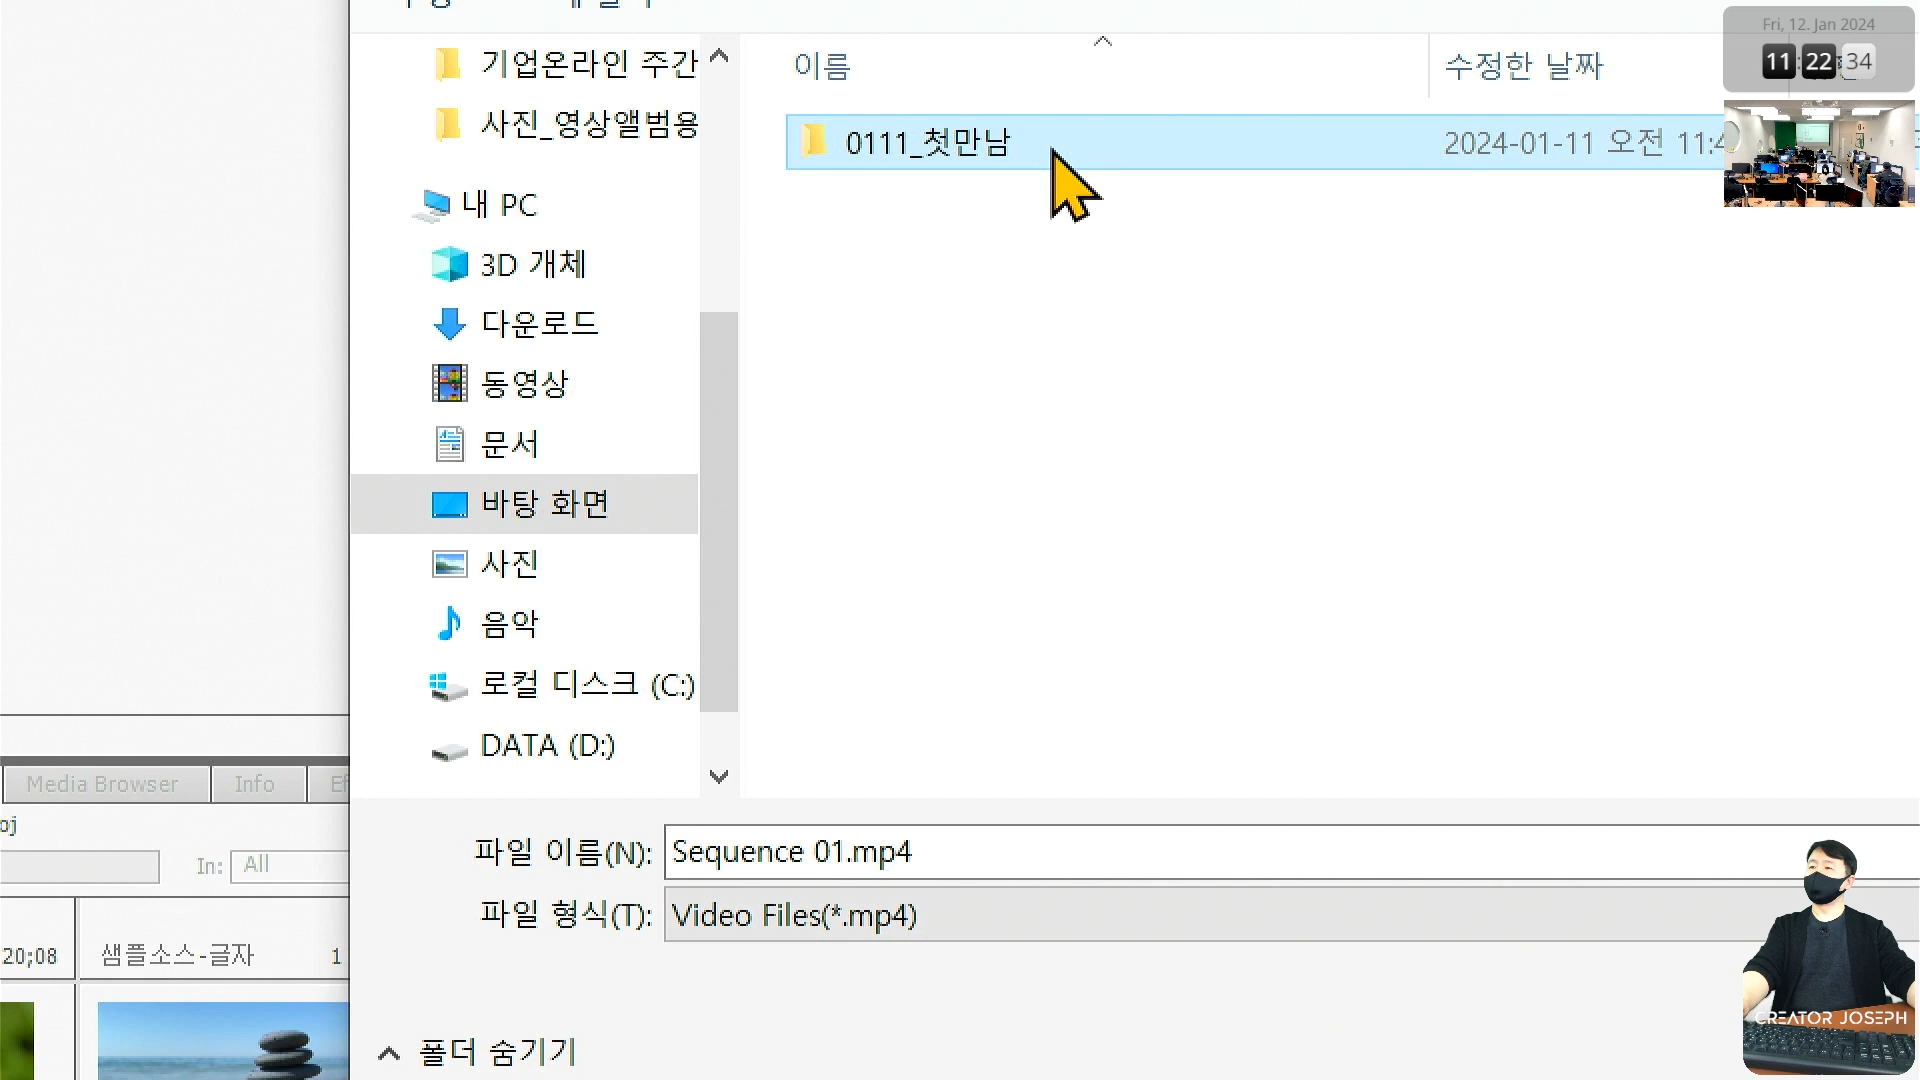 Fri, 12. Jan 2024
11 22 34
기업온라인 주간
사진_영상앨범용
내 PC
3D 개체
다운로드
동영상
문서
바탕 화면
사진
음악
로컬 디스크 (C:)
DATA (D:)
이름
수정한 날짜
0111_첫만남
2024-01-11 오전 11:4
파일 이름(N):
Sequence 01.mp4
파일 형식(T):
Video Files(*.mp4)
폴더 숨기기
Media Browser
Info
oj
In:
All
20;08
샘플소스-글자
1
CREATOR JOSEPH